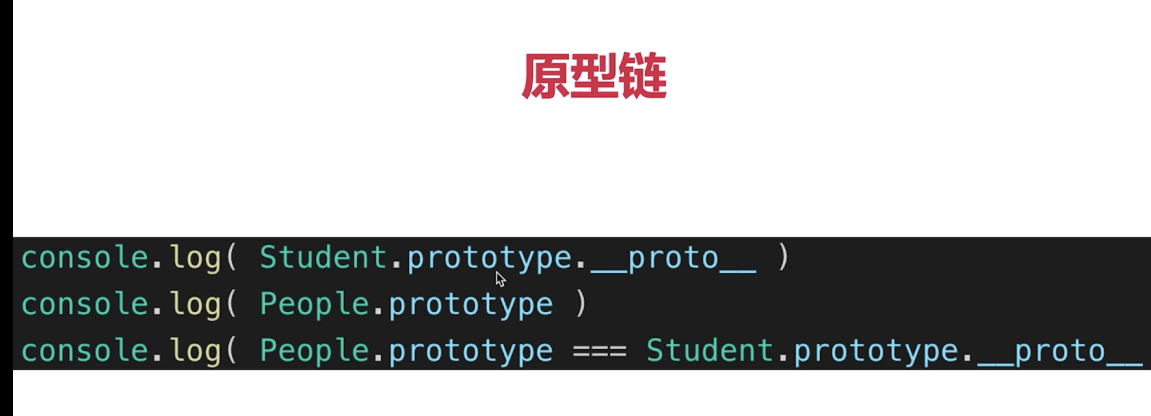 原型链
console.log( Student.prototype.__proto__ )
console.log( People.prototype )
console.log( People.prototype === Student.prototype.__proto__